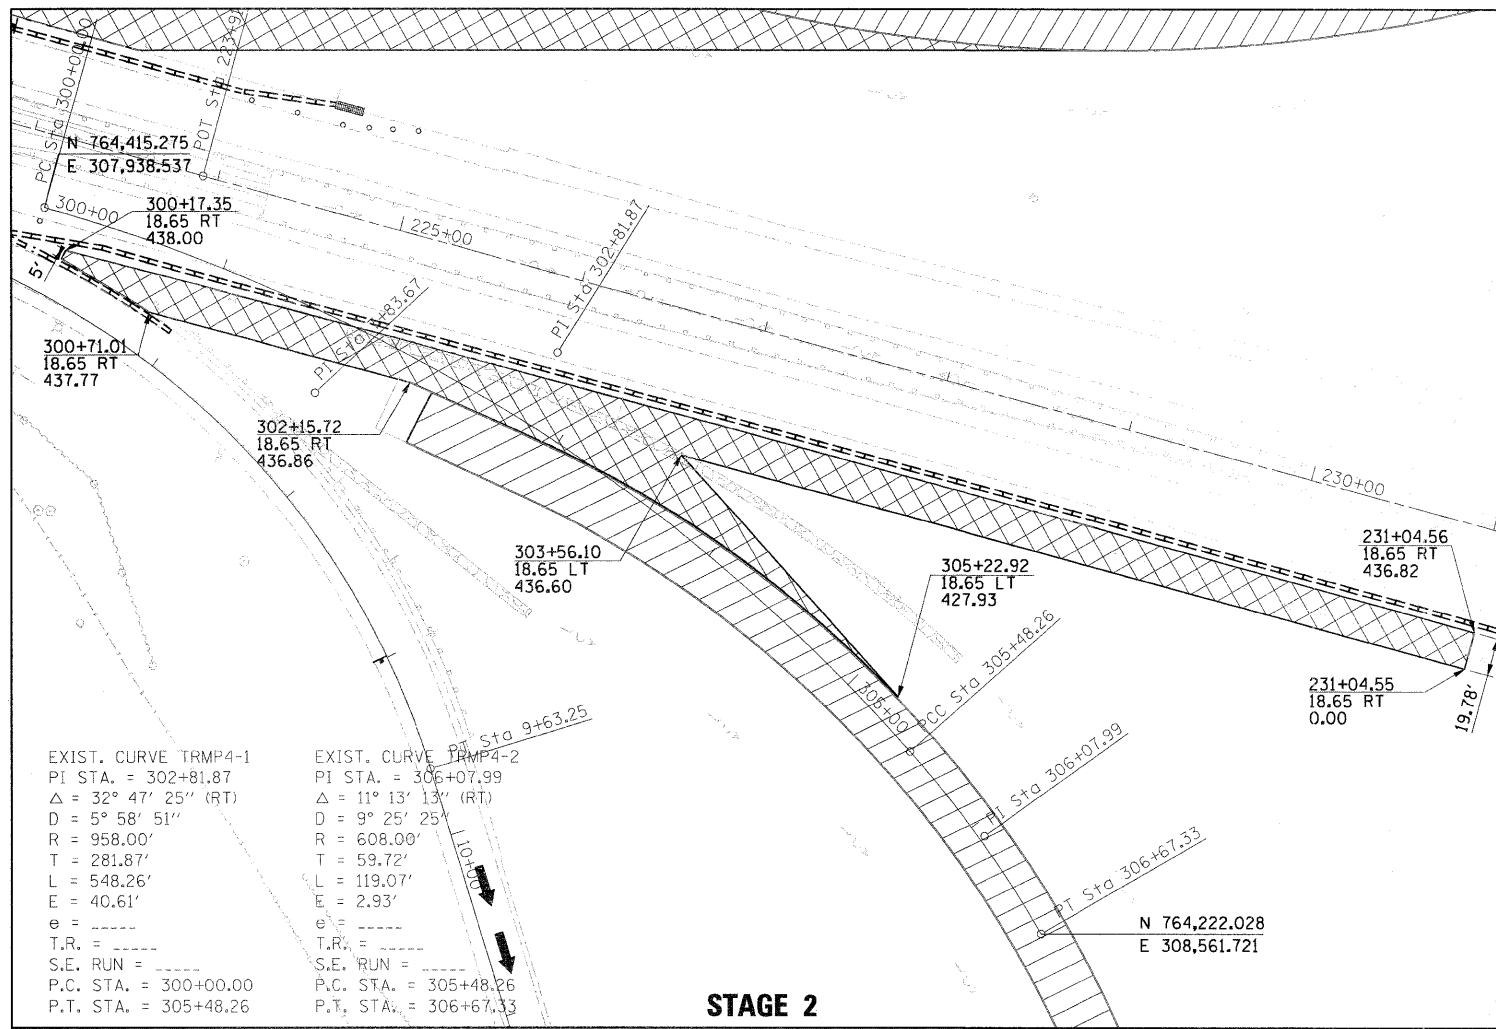 PC Sta 300+00.00
POT Sta 223+91
N 764,415.275
E 307,938.537
300+00
300+17.35
18.65 RT
438.00
5'
225+00
PI Sta 302+81.87
300+71.01
18.65 RT
437.77
302+15.72
18.65 RT
436.86
230+00
303+56.10
18.65 LT
436.60
305+22.92
18.65 LT
427.93
231+04.56
18.65 RT
436.82
231+04.55
18.65 RT
0.00
19.78'
305+00
PCC Sta 305+48.26
PI Sta 306+07.99
PT Sta 306+67.33
PT Sta 9+63.25
10+00
N 764,222.028
E 308,561.721
EXIST. CURVE TRMP4-1
PI STA. = 302+81.87
Δ = 32° 47' 25" (RT)
D = 5° 58' 51"
R = 958.00'
T = 281.87'
L = 548.26'
E = 40.61'
e = _____
T.R. = _____
S.E. RUN = _____
P.C. STA. = 300+00.00
P.T. STA. = 305+48.26
EXIST. CURVE TRMP4-2
PI STA. = 306+07.99
Δ = 11° 13' 13" (RT)
D = 9° 25' 25"
R = 608.00'
T = 59.72'
L = 119.07'
E = 2.93'
e = _____
T.R. = _____
S.E. RUN = _____
P.C. STA. = 305+48.26
P.T. STA. = 306+67.33
STAGE 2